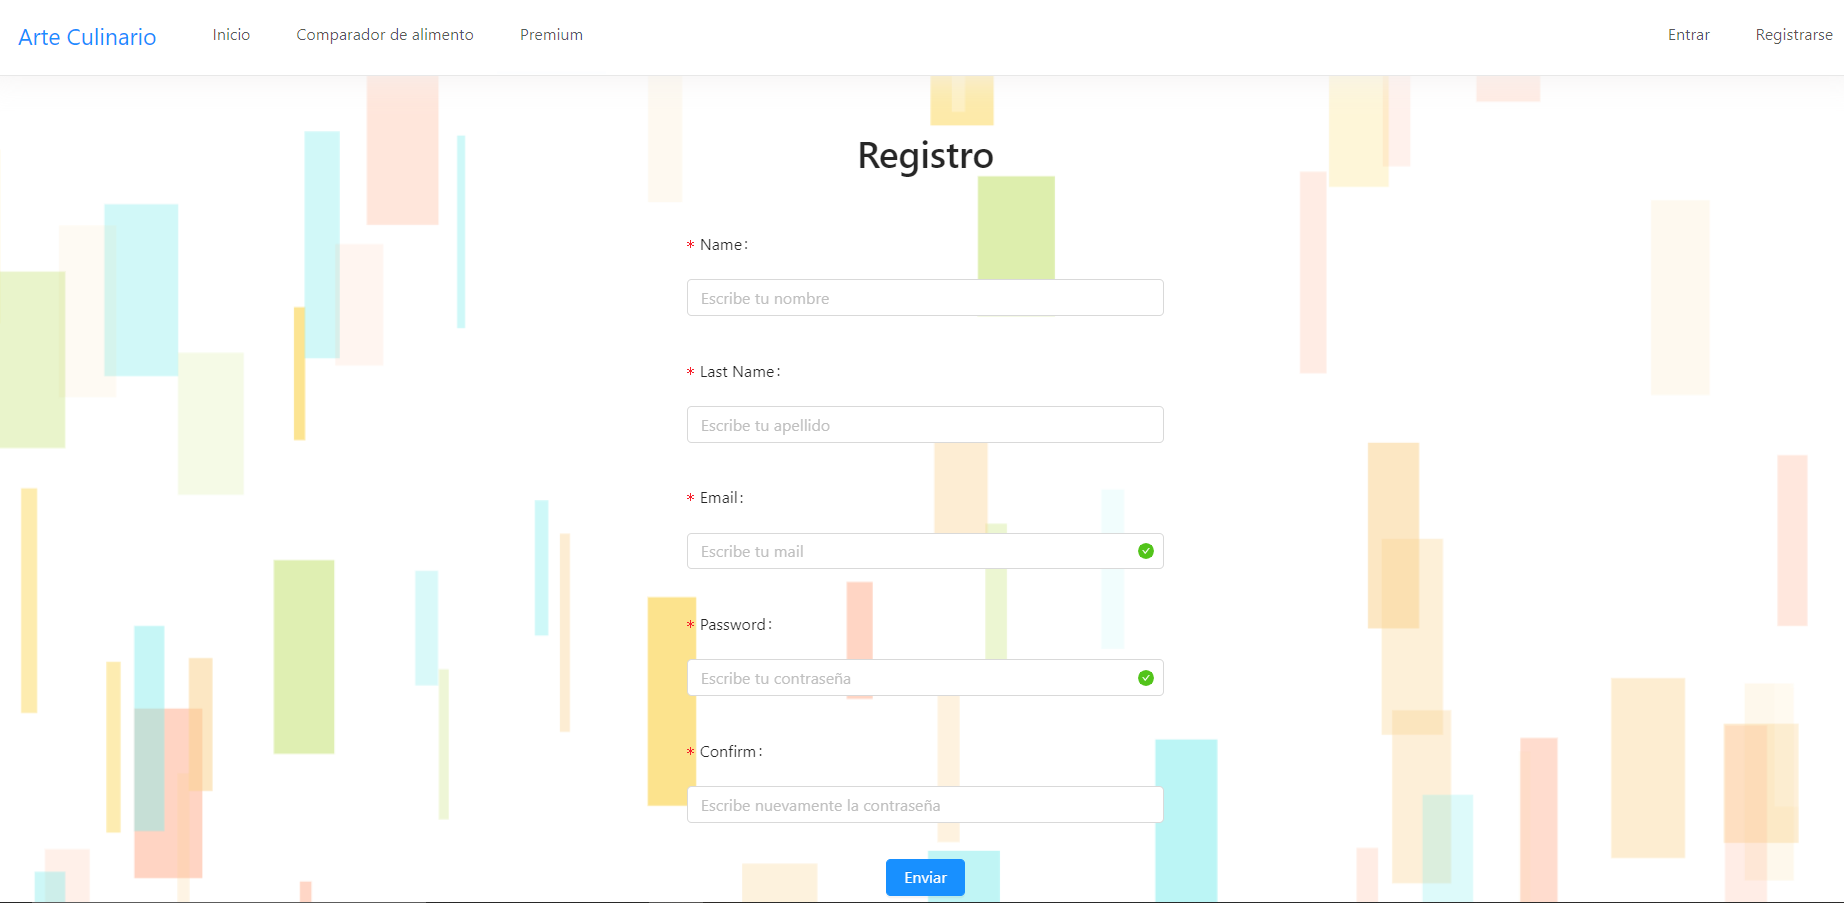 Arte Culinario Inicio Comparador de alimento Premium Entrar Registrarse
Registro
* Name:
Escribe tu nombre
* Last Name:
Escribe tu apellido
* Email:
Escribe tu mail
* Password:
Escribe tu contraseña
* Confirm:
Escribe nuevamente la contraseña
Enviar